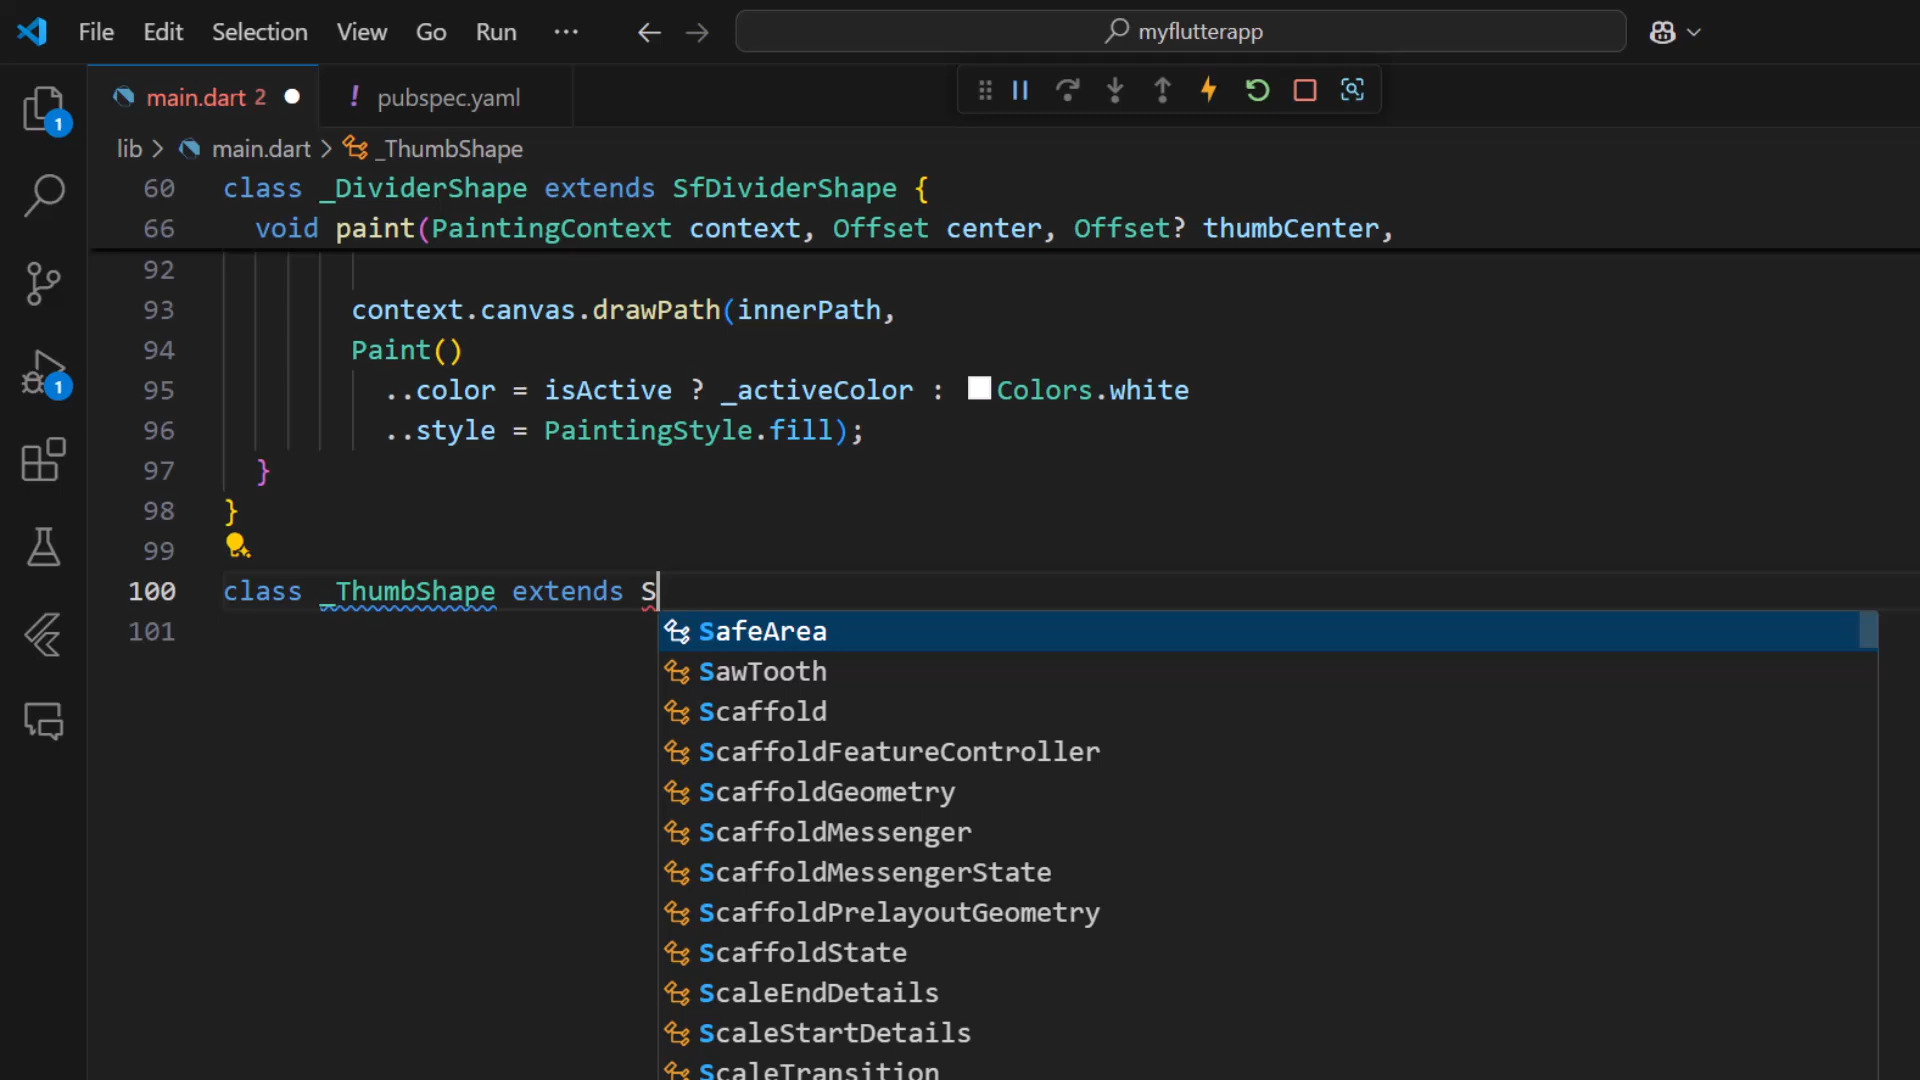 File Edit Selection View Go Run ···
myflutterapp
main.dart 2
! pubspec.yaml
lib > main.dart > _ThumbShape
60 class _DividerShape extends SfDividerShape {
66 void paint(PaintingContext context, Offset center, Offset? thumbCenter,
92
93 context.canvas.drawPath(innerPath,
94 Paint()
95 ..color = isActive ? _activeColor : Colors.white
96 ..style = PaintingStyle.fill);
97 }
98 }
99
100 class _ThumbShape extends S
101
SafeArea
SawTooth
Scaffold
ScaffoldFeatureController
ScaffoldGeometry
ScaffoldMessenger
ScaffoldMessengerState
ScaffoldPrelayoutGeometry
ScaffoldState
ScaleEndDetails
ScaleStartDetails
ScaleTransition
1
1